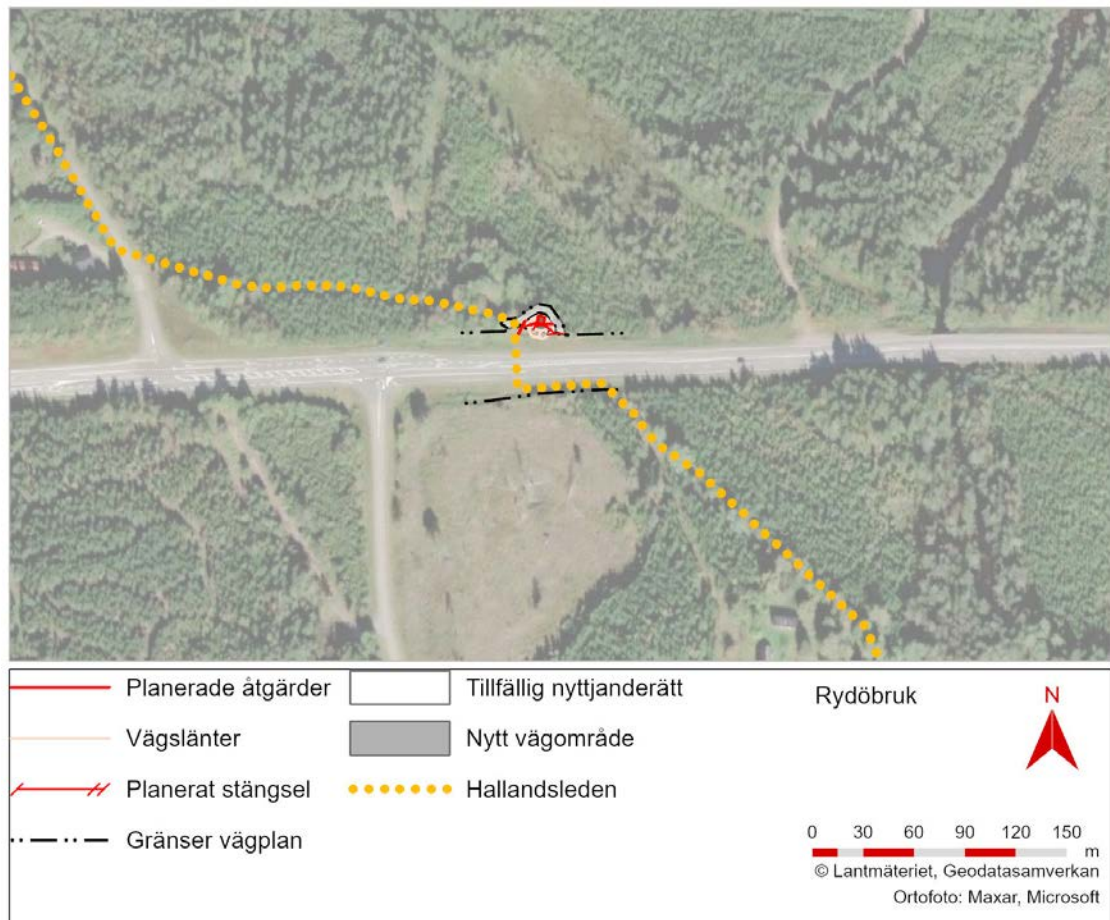 Planerade åtgärder
Vägslänter
Planerat stängsel
Gränser vägplan
Tillfällig nyttjanderätt
Nytt vägområde
Hallandsleden
Rydöbruk
N
0 30 60 90 120 150
m
© Lantmäteriet, Geodatasamverkan
Ortofoto: Maxar, Microsoft